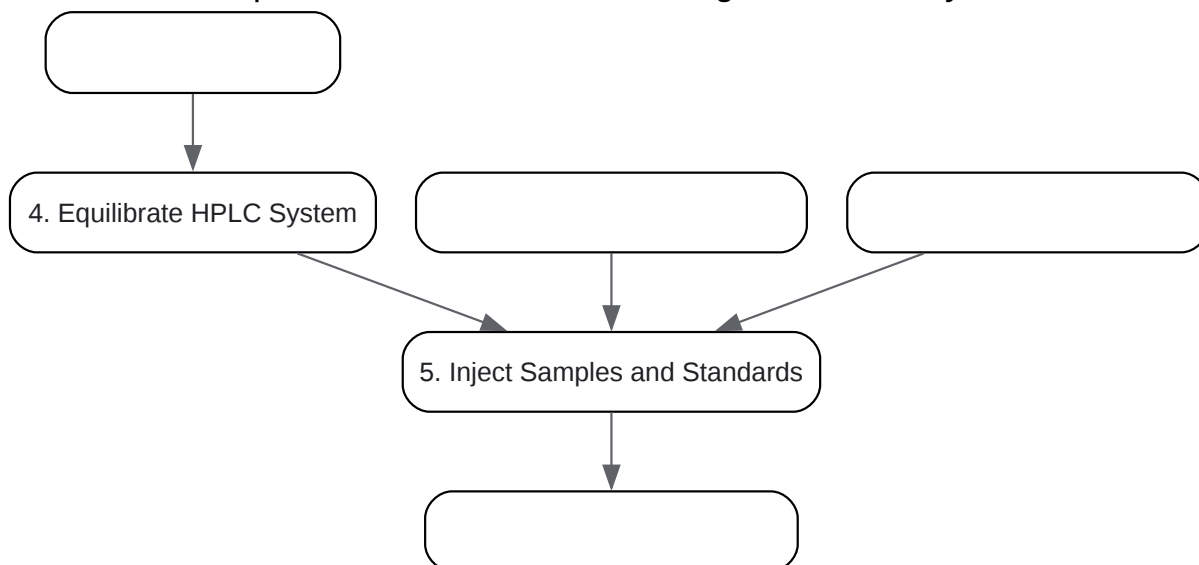 4. Equilibrate HPLC System
5. Inject Samples and Standards